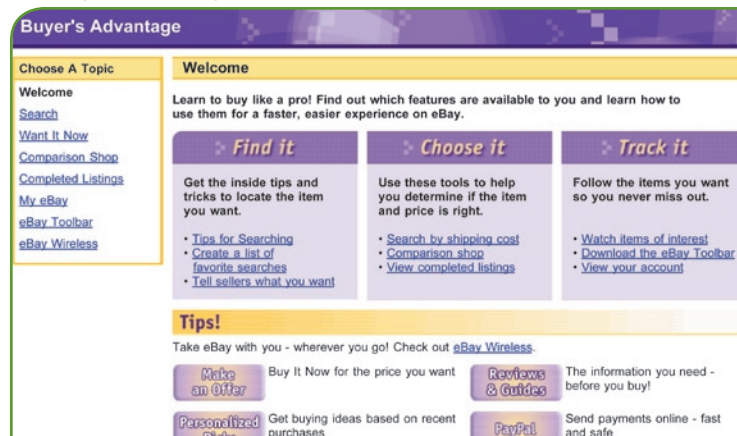 Buyer's Advantage
Choose A Topic
Welcome
Search
Want It Now
Comparison Shop
Completed Listings
My eBay
eBay Toolbar
eBay Wireless
Welcome
Learn to buy like a pro! Find out which features are available to you and learn how to
use them for a faster, easier experience on eBay.
Find it
Get the inside tips and
tricks to locate the item
you want.
• Tips for Searching
• Create a list of
favorite searches
• Tell sellers what you want
Choose it
Use these tools to help
you determine if the item
and price is right.
• Search by shipping cost
• Comparison shop
• View completed listings
Track it
Follow the items you want
so you never miss out.
• Watch items of interest
• Download the eBay Toolbar
• View your account
Tips!
Take eBay with you - wherever you go! Check out eBay Wireless.
Make
an Offer
Buy It Now for the price you want
Reviews
& Guides
The information you need -
before you buy!
Personalized
Picks
Get buying ideas based on recent
purchases
PayPal
Send payments online - fast
and safe